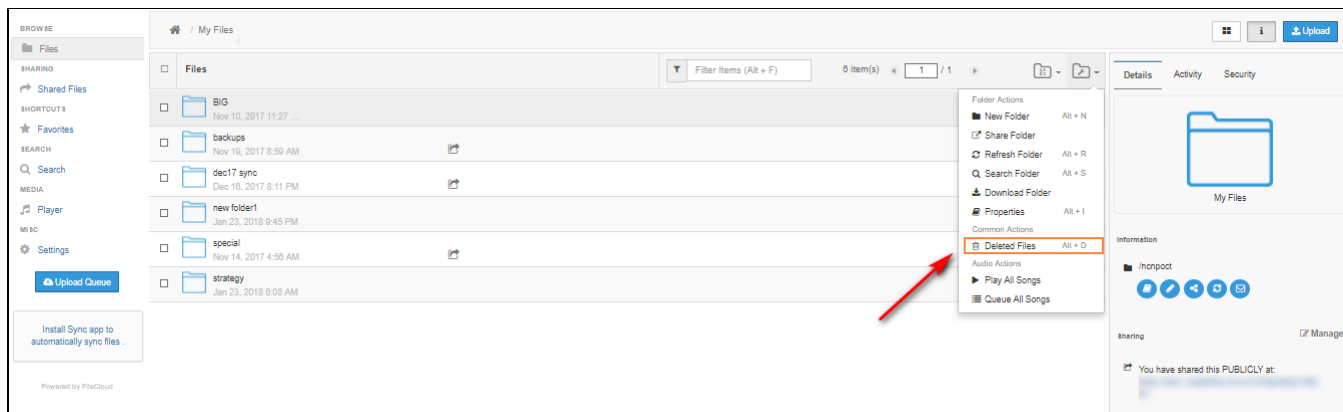 BROWSE
Files
SHARING
Shared Files
SHORTCUTS
Favorites
SEARCH
Search
MEDIA
Player
MISC
Settings
Upload Queue
Install Sync app to
automatically sync files .
Powered by FileCloud
/ My Files
i
Upload
Files
Filter Items (Alt + F)
6 item(s) 1 / 1
BIG
Nov 10, 2017 11:27 ...
backups
Nov 19, 2017 8:59 AM
dec17 sync
Dec 16, 2017 8:11 PM
new folder1
Jan 23, 2018 9:45 PM
special
Nov 14, 2017 4:56 AM
strategy
Jan 23, 2018 6:08 AM
Folder Actions
New Folder Alt + N
Share Folder
Refresh Folder Alt + R
Search Folder Alt + S
Download Folder
Properties Alt + I
Common Actions
Deleted Files Alt + D
Audio Actions
Play All Songs
Queue All Songs
Details Activity Security
My Files
Information
/ncnpoct
Sharing Manage
You have shared this PUBLICLY at: